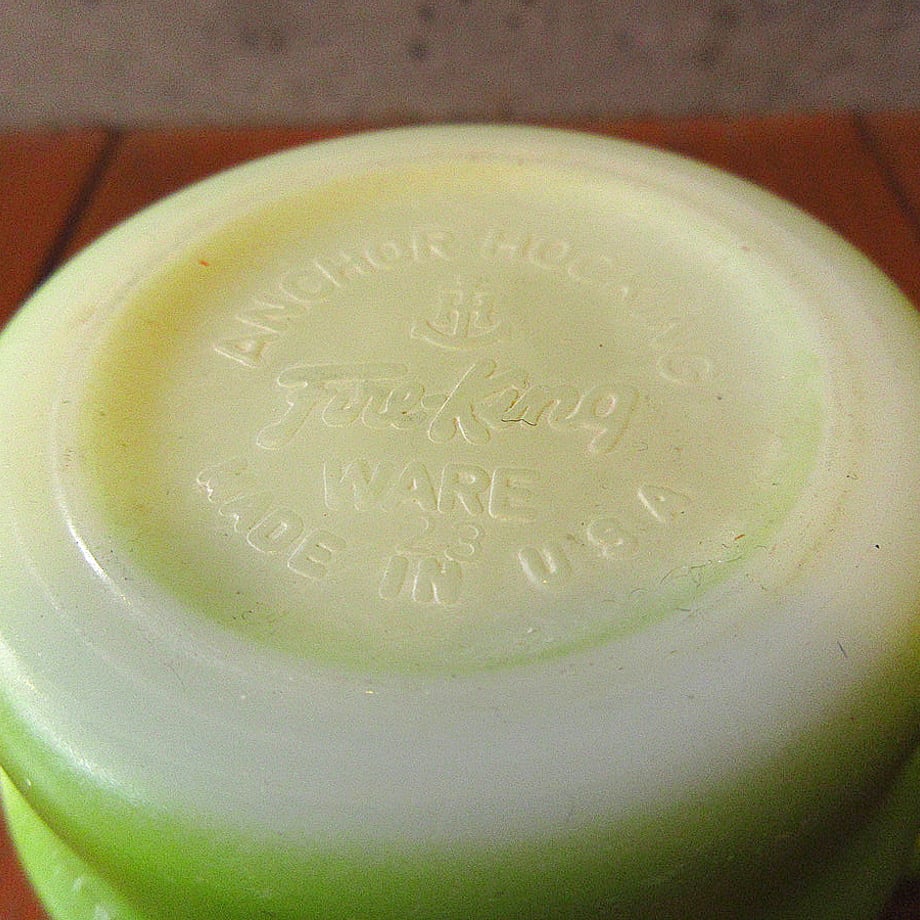 ANCHOR HOCKING
Fire-King
WARE
23
MADE IN U.S.A